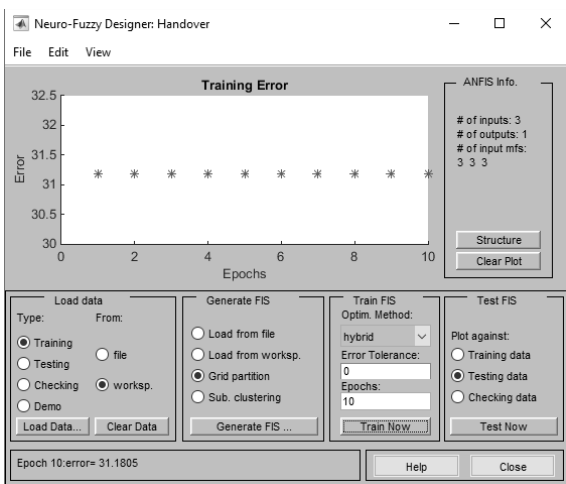 Neuro-Fuzzy Designer: Handover
File Edit View
Training Error
32.5
32
31.5
31
30.5
30
Error
0 2 4 6 8 10
Epochs
ANFIS Info.
# of inputs: 3
# of outputs: 1
# of input mfs:
3 3 3
Structure
Clear Plot
Load data
Type: From:
Training
Testing
Checking
Demo
file
worksp.
Load Data... Clear Data
Generate FIS
Load from file
Load from worksp.
Grid partition
Sub. clustering
Generate FIS ...
Train FIS
Optim. Method:
hybrid
Error Tolerance:
0
Epochs:
10
Train Now
Test FIS
Plot against:
Training data
Testing data
Checking data
Test Now
Epoch 10:error= 31.1805
Help Close